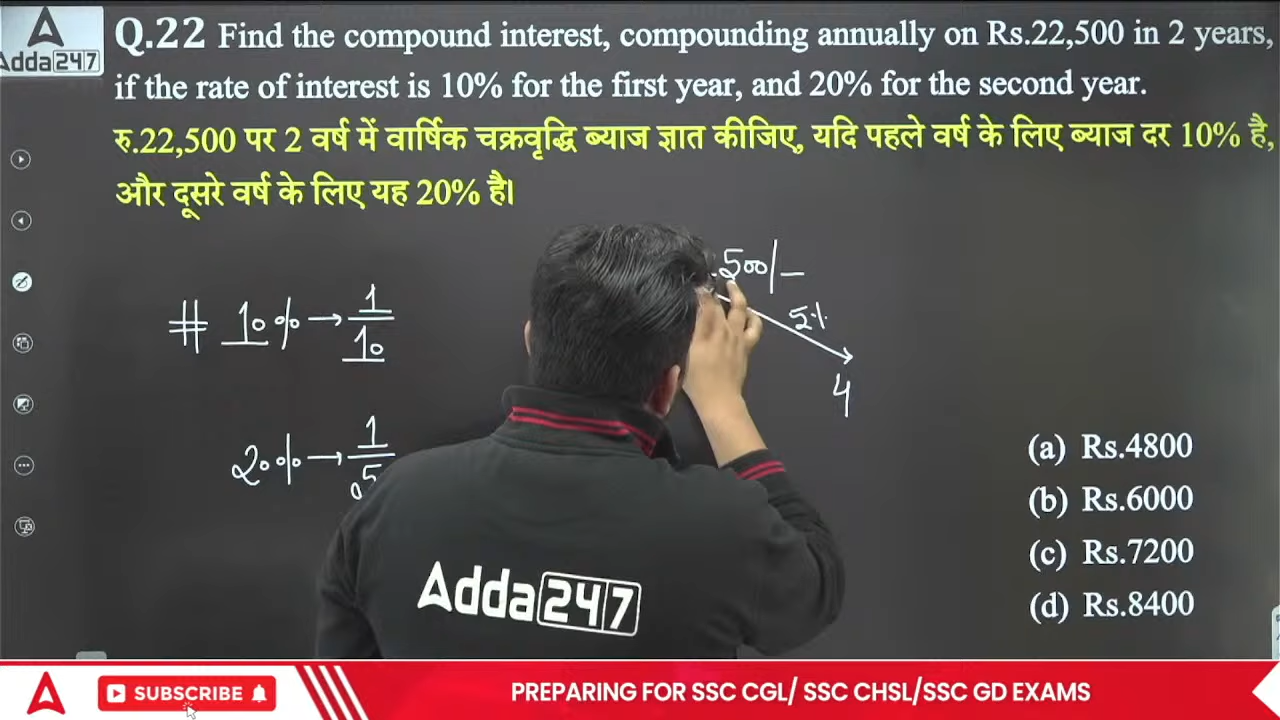 Adda247
Q.22 Find the compound interest, compounding annually on Rs.22,500 in 2 years,
if the rate of interest is 10% for the first year, and 20% for the second year.
रु.22,500 पर 2 वर्ष में वार्षिक चक्रवृद्धि ब्याज ज्ञात कीजिए, यदि पहले वर्ष के लिए ब्याज दर 10% है,
और दूसरे वर्ष के लिए यह 20% है।
500/-
# 10% → 1/10
5%
4
20% → 1/5
(a) Rs.4800
(b) Rs.6000
(c) Rs.7200
(d) Rs.8400
Adda247
SUBSCRIBE
PREPARING FOR SSC CGL/ SSC CHSL/SSC GD EXAMS